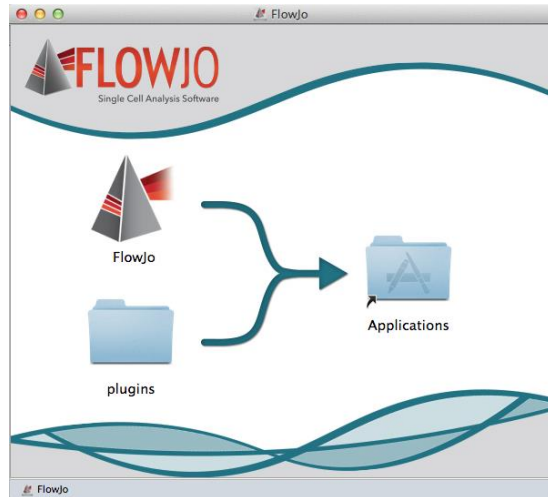 FlowJo
FLOWJO
Single Cell Analysis Software
FlowJo
Applications
plugins
FlowJo